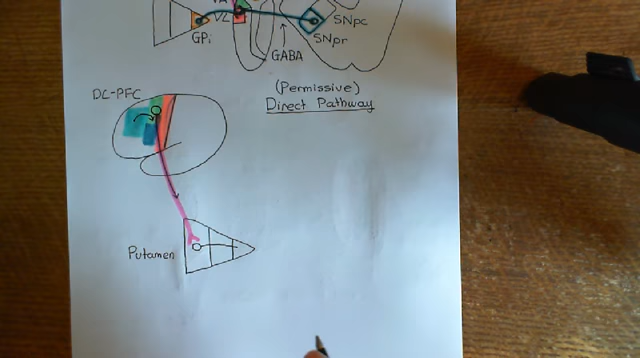 VL
GPi
SNpc
SNpr
GABA
(Permissive)
Direct Pathway
DL-PFC
Putamen